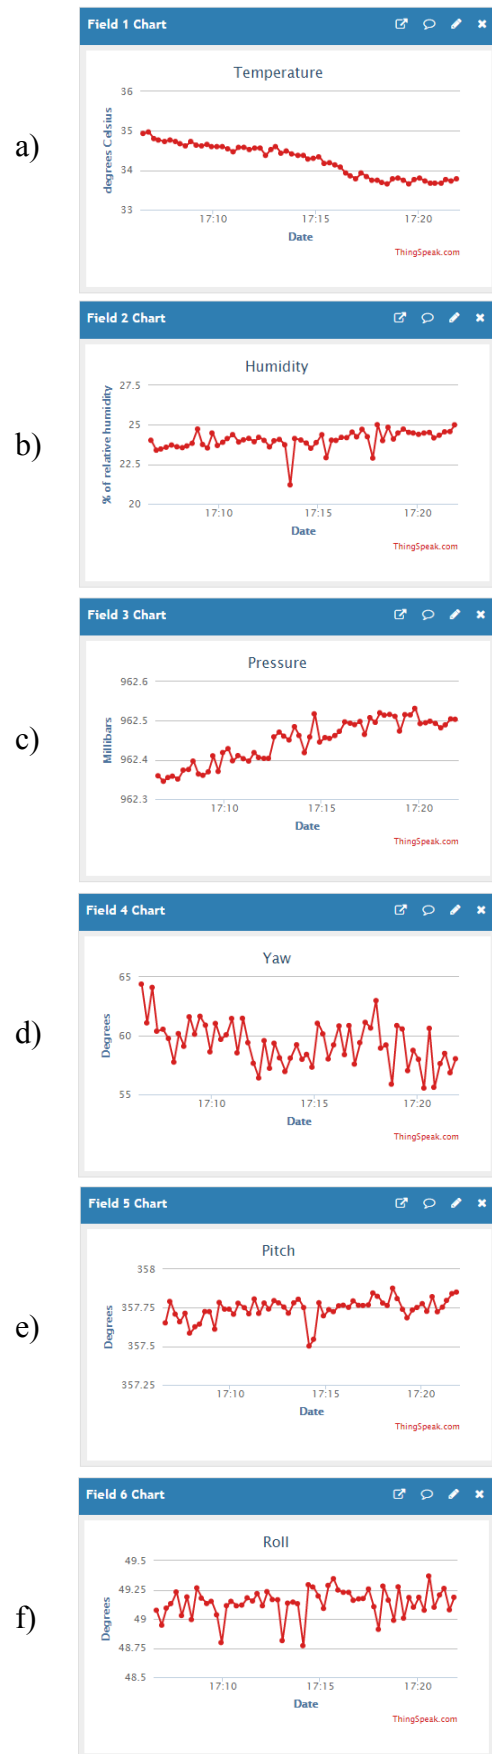 a)
Field 1 Chart
Temperature
degrees Celsius
36
35
34
33
17:10 17:15 17:20
Date
ThingSpeak.com
b)
Field 2 Chart
Humidity
% of relative humidity
27.5
25
22.5
20
17:10 17:15 17:20
Date
ThingSpeak.com
c)
Field 3 Chart
Pressure
Millibars
962.6
962.5
962.4
962.3
17:10 17:15 17:20
Date
ThingSpeak.com
d)
Field 4 Chart
Yaw
Degrees
65
60
55
17:10 17:15 17:20
Date
ThingSpeak.com
e)
Field 5 Chart
Pitch
Degrees
358
357.75
357.5
357.25
17:10 17:15 17:20
Date
ThingSpeak.com
f)
Field 6 Chart
Roll
Degrees
49.5
49.25
49
48.75
48.5
17:10 17:15 17:20
Date
ThingSpeak.com